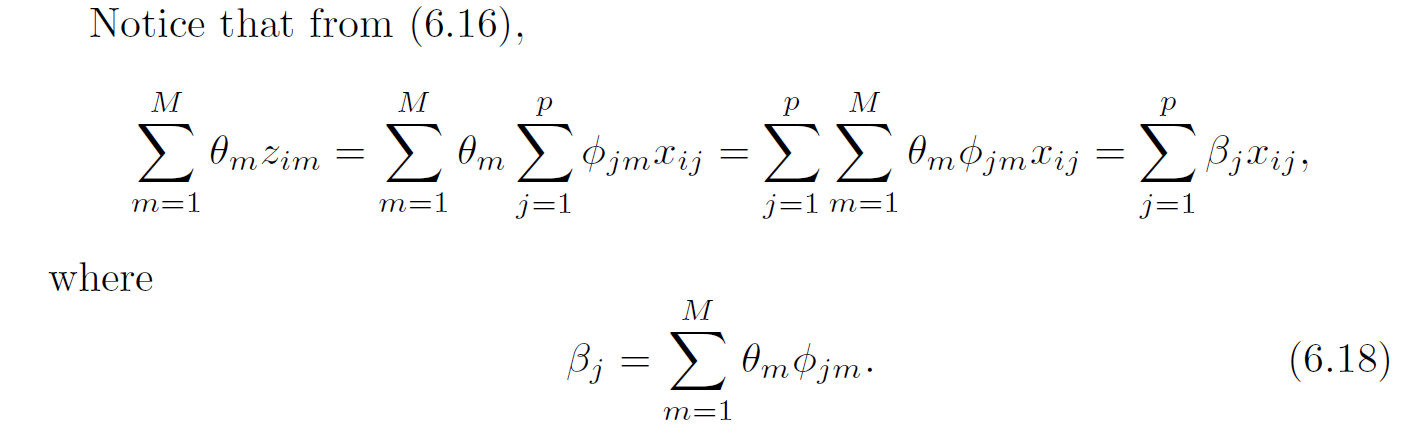 Notice that from (6.16),
$$\sum_{m=1}^{M} \theta_m z_{im} = \sum_{m=1}^{M} \theta_m \sum_{j=1}^{p} \phi_{jm} x_{ij} = \sum_{j=1}^{p} \sum_{m=1}^{M} \theta_m \phi_{jm} x_{ij} = \sum_{j=1}^{p} \beta_j x_{ij},$$
where
$$\beta_j = \sum_{m=1}^{M} \theta_m \phi_{jm}. \quad (6.18)$$